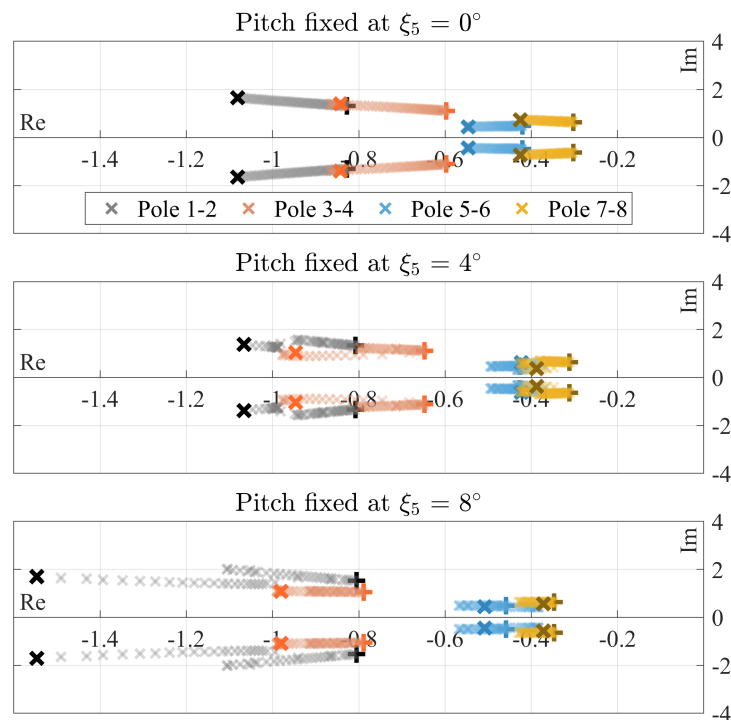 Pitch fixed at ξ₅ = 0°
4
Im
2
Re
0
-1.4 -1.2 -1 -0.8 -0.6 -0.4 -0.2
-2
Pole 1-2 Pole 3-4 Pole 5-6 Pole 7-8
-4
Pitch fixed at ξ₅ = 4°
4
Im
2
Re
0
-1.4 -1.2 -1 -0.8 -0.6 -0.4 -0.2
-2
-4
Pitch fixed at ξ₅ = 8°
4
Im
2
Re
0
-1.4 -1.2 -1 -0.8 -0.6 -0.4 -0.2
-2
-4